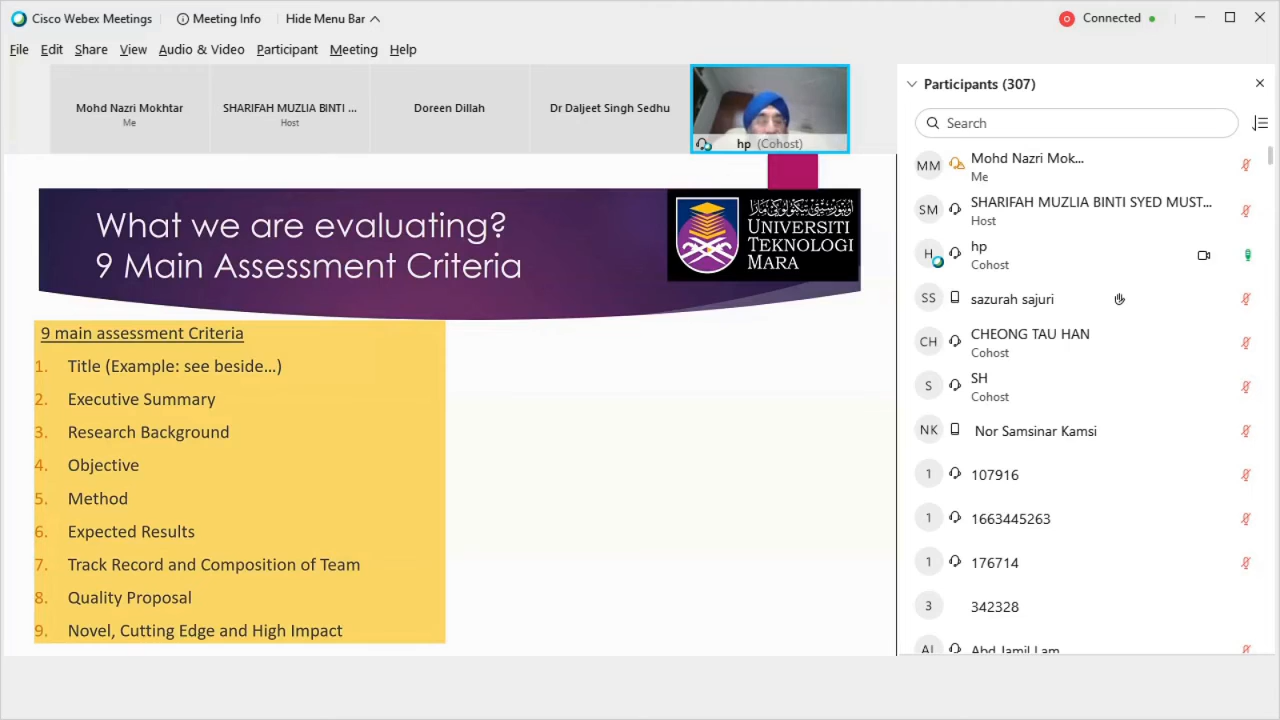 Cisco Webex Meetings
Meeting Info
Hide Menu Bar
Connected
File Edit Share View Audio & Video Participant Meeting Help
Mohd Nazri Mokhtar
Me
SHARIFAH MUZLIA BINTI ...
Host
Doreen Dillah
Dr Daljeet Singh Sedhu
hp (Cohost)
What we are evaluating?
9 Main Assessment Criteria
UNIVERSITI
TEKNOLOGI
MARA
9 main assessment Criteria
1. Title (Example: see beside...)
2. Executive Summary
3. Research Background
4. Objective
5. Method
6. Expected Results
7. Track Record and Composition of Team
8. Quality Proposal
9. Novel, Cutting Edge and High Impact
Participants (307)
Search
MM Mohd Nazri Mok...
Me
SM SHARIFAH MUZLIA BINTI SYED MUST...
Host
H hp
Cohost
SS sazurah sajuri
CH CHEONG TAU HAN
Cohost
S SH
Cohost
NK Nor Samsinar Kamsi
1 107916
1 1663445263
1 176714
3 342328